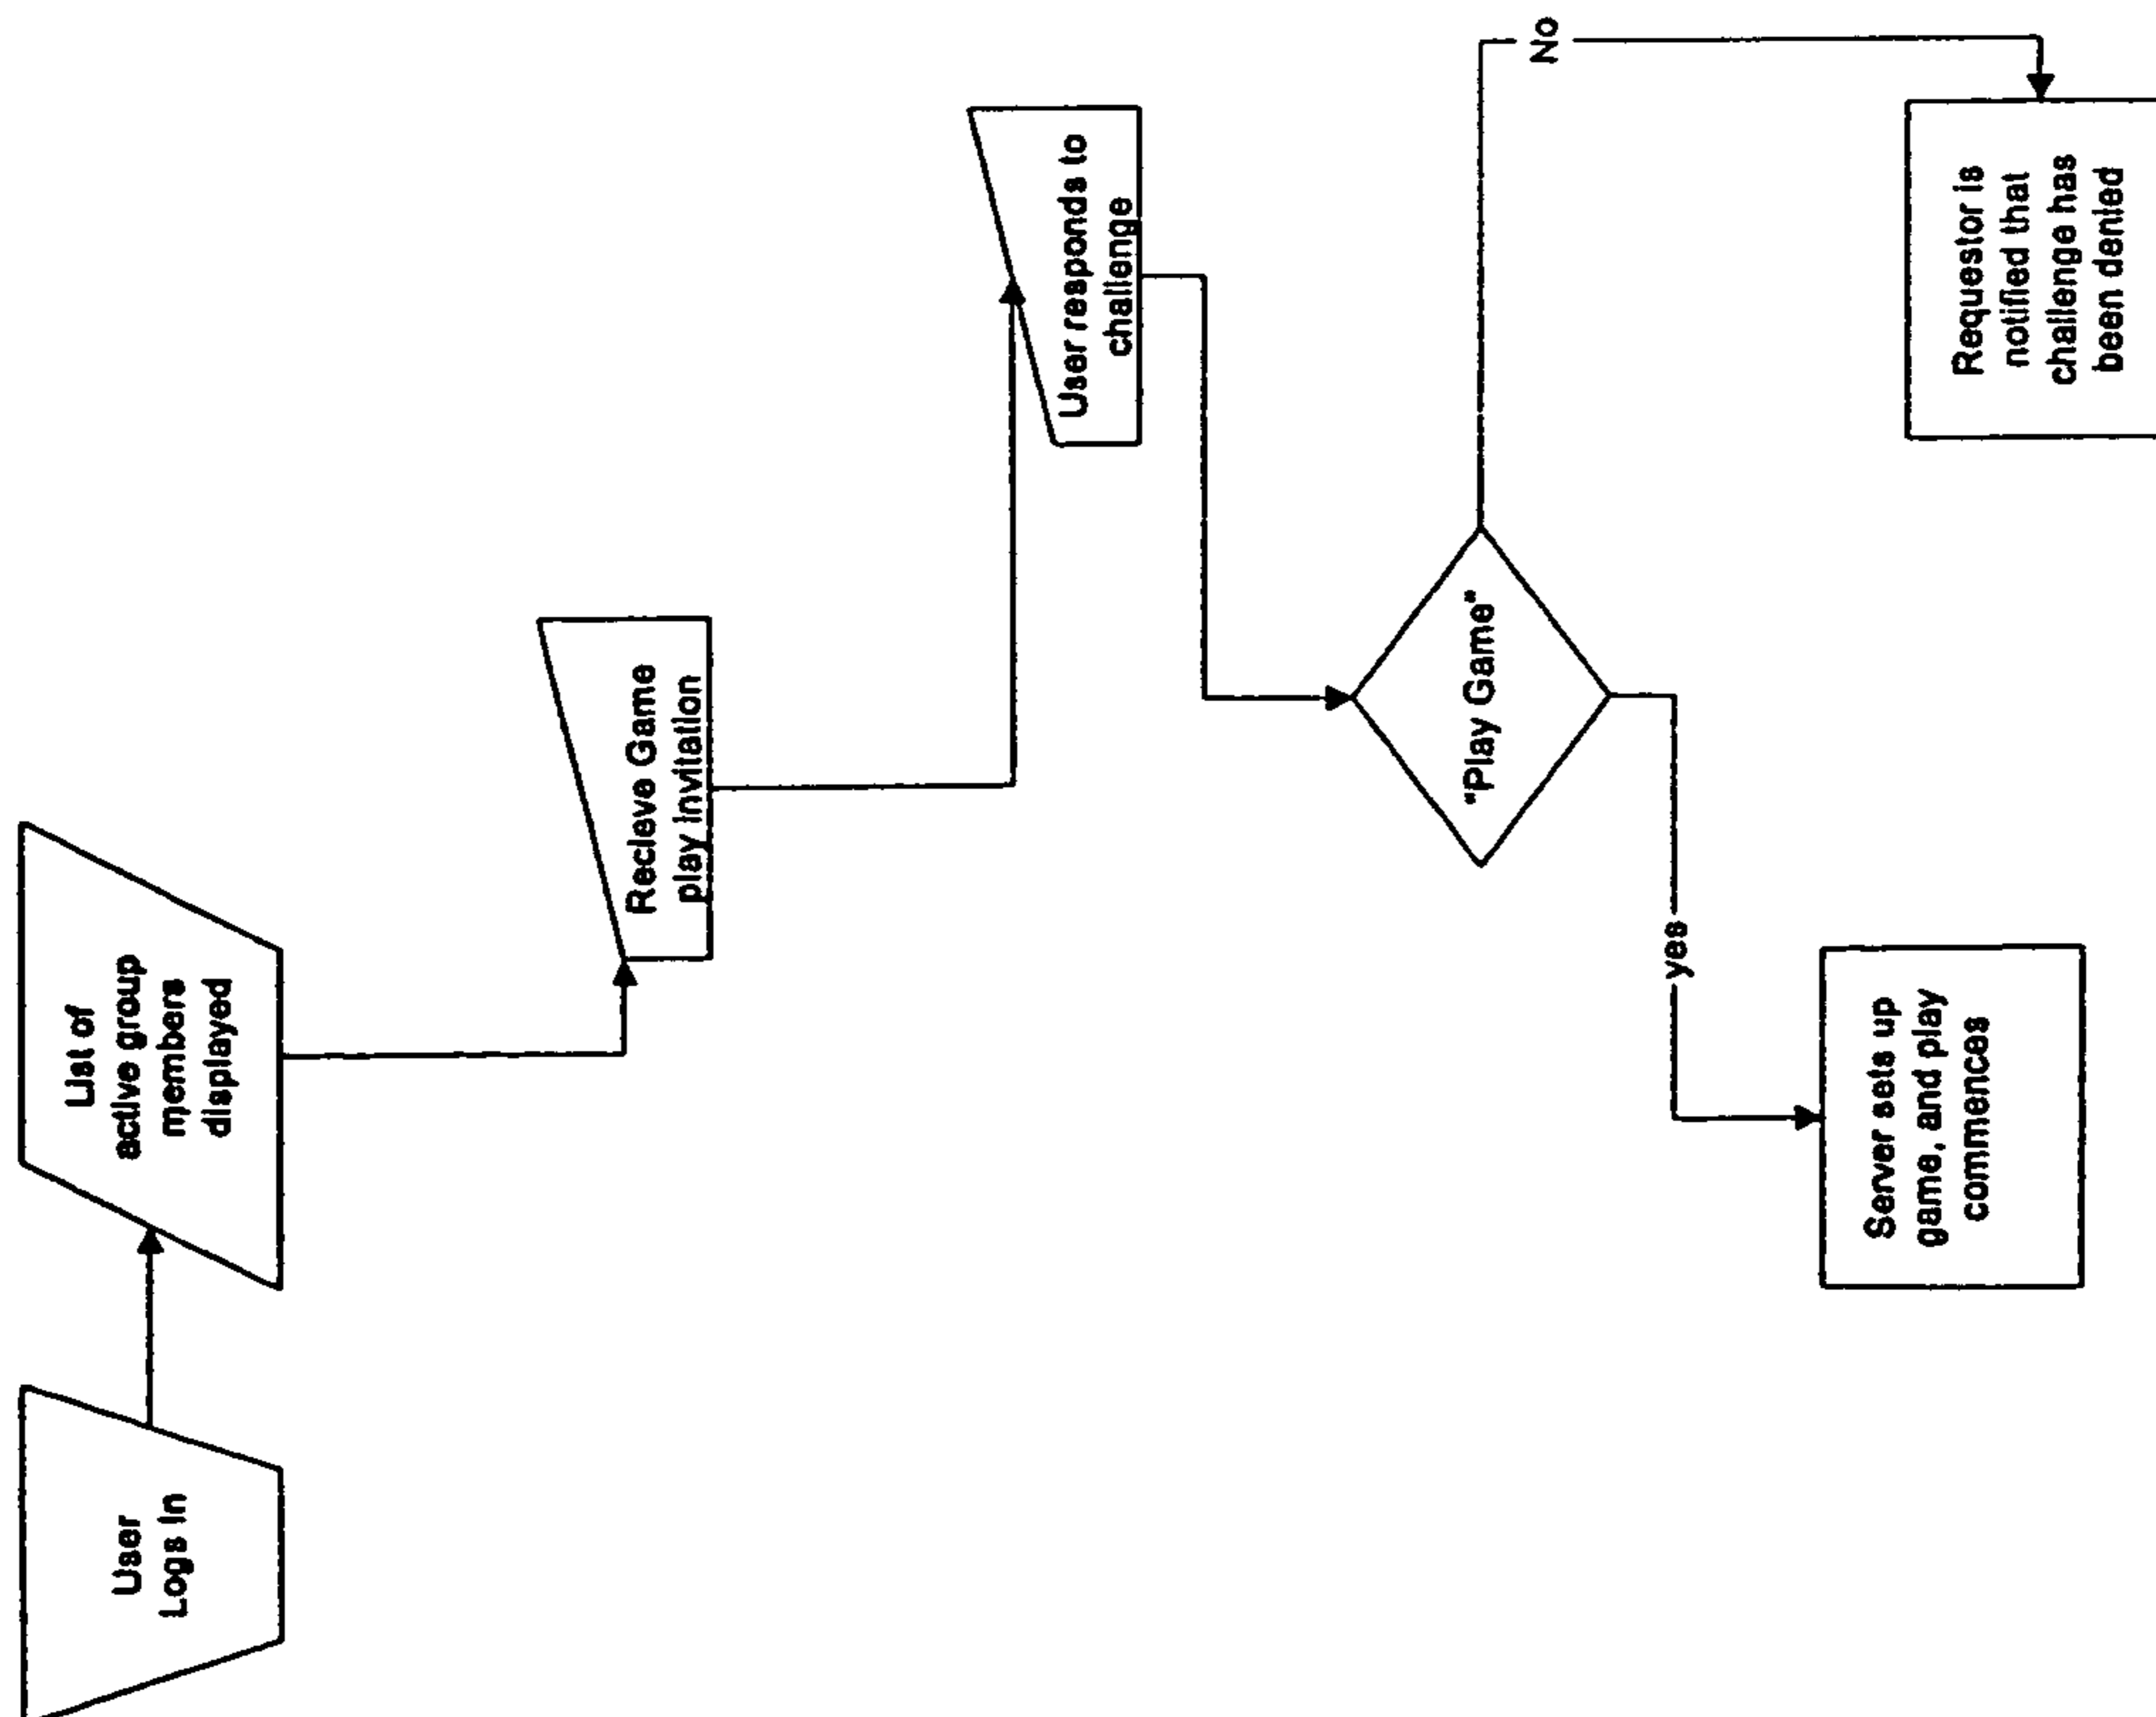 User
Logs In
List of
active group
members
displayed
Recieve Game
play invitation
User responds to
challenge
"Play Game"
No
yes
Requestor is
notified that
challenge has
been denied
Server sets up
game, and play
commences